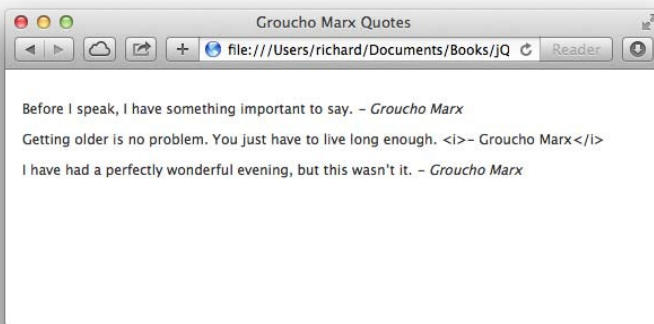 Groucho Marx Quotes
file:///Users/richard/Documents/Books/jQ
Reader
Before I speak, I have something important to say. – Groucho Marx
Getting older is no problem. You just have to live long enough. <i>– Groucho Marx</i>
I have had a perfectly wonderful evening, but this wasn't it. – Groucho Marx